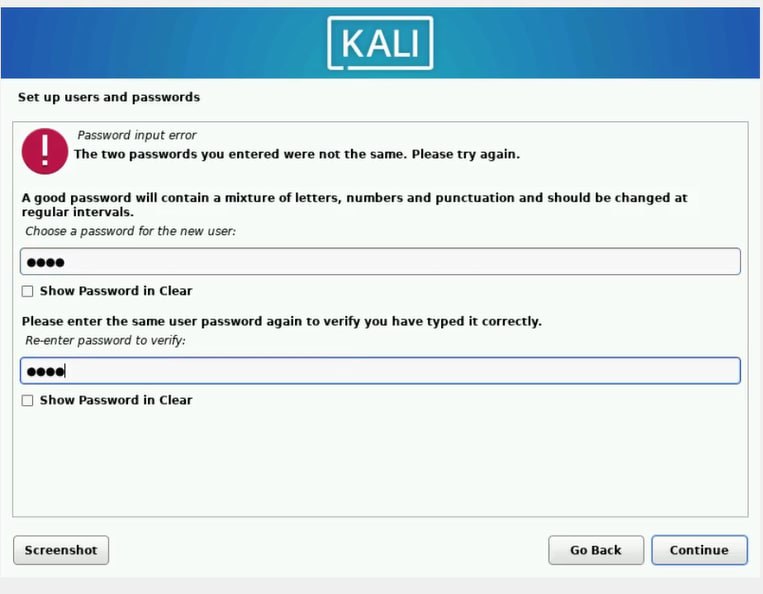 KALI
Set up users and passwords
Password input error
The two passwords you entered were not the same. Please try again.
A good password will contain a mixture of letters, numbers and punctuation and should be changed at
regular intervals.
Choose a password for the new user:
●●●●
Show Password in Clear
Please enter the same user password again to verify you have typed it correctly.
Re-enter password to verify:
●●●●
Show Password in Clear
Screenshot
Go Back
Continue